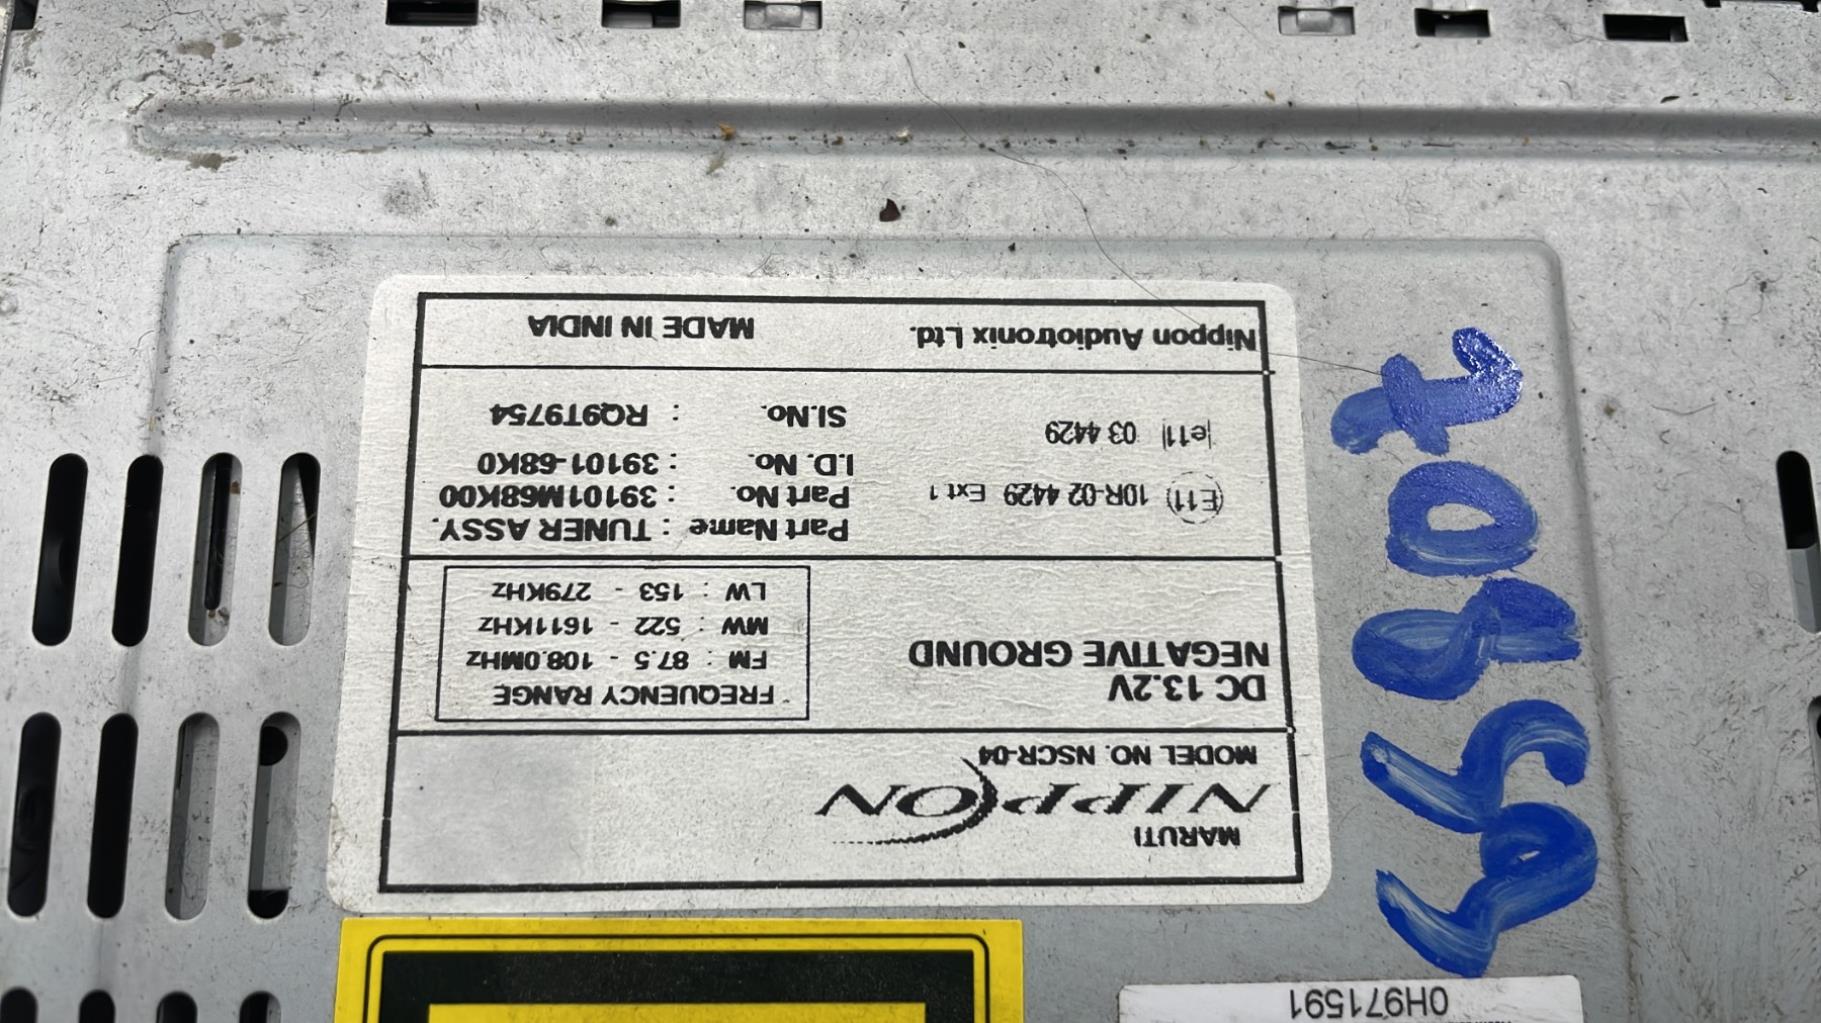 0H971591
MARUTI
NIPPON
MODEL NO. NSCR-04
DC 13.2V
NEGATIVE GROUND
FREQUENCY RANGE
FM : 87.5 - 108.0MHz
MW : 522 - 1611KHz
LW : 153 - 279KHz
E11 10R-02 4429 Ext 1
e11 03 4429
Part Name : TUNER ASSY.
Part No. : 39101M68K00
I.D. No. : 39101-68K0
Sl.No. : RQ9T9754
Nippon Audiotronix Ltd. MADE IN INDIA